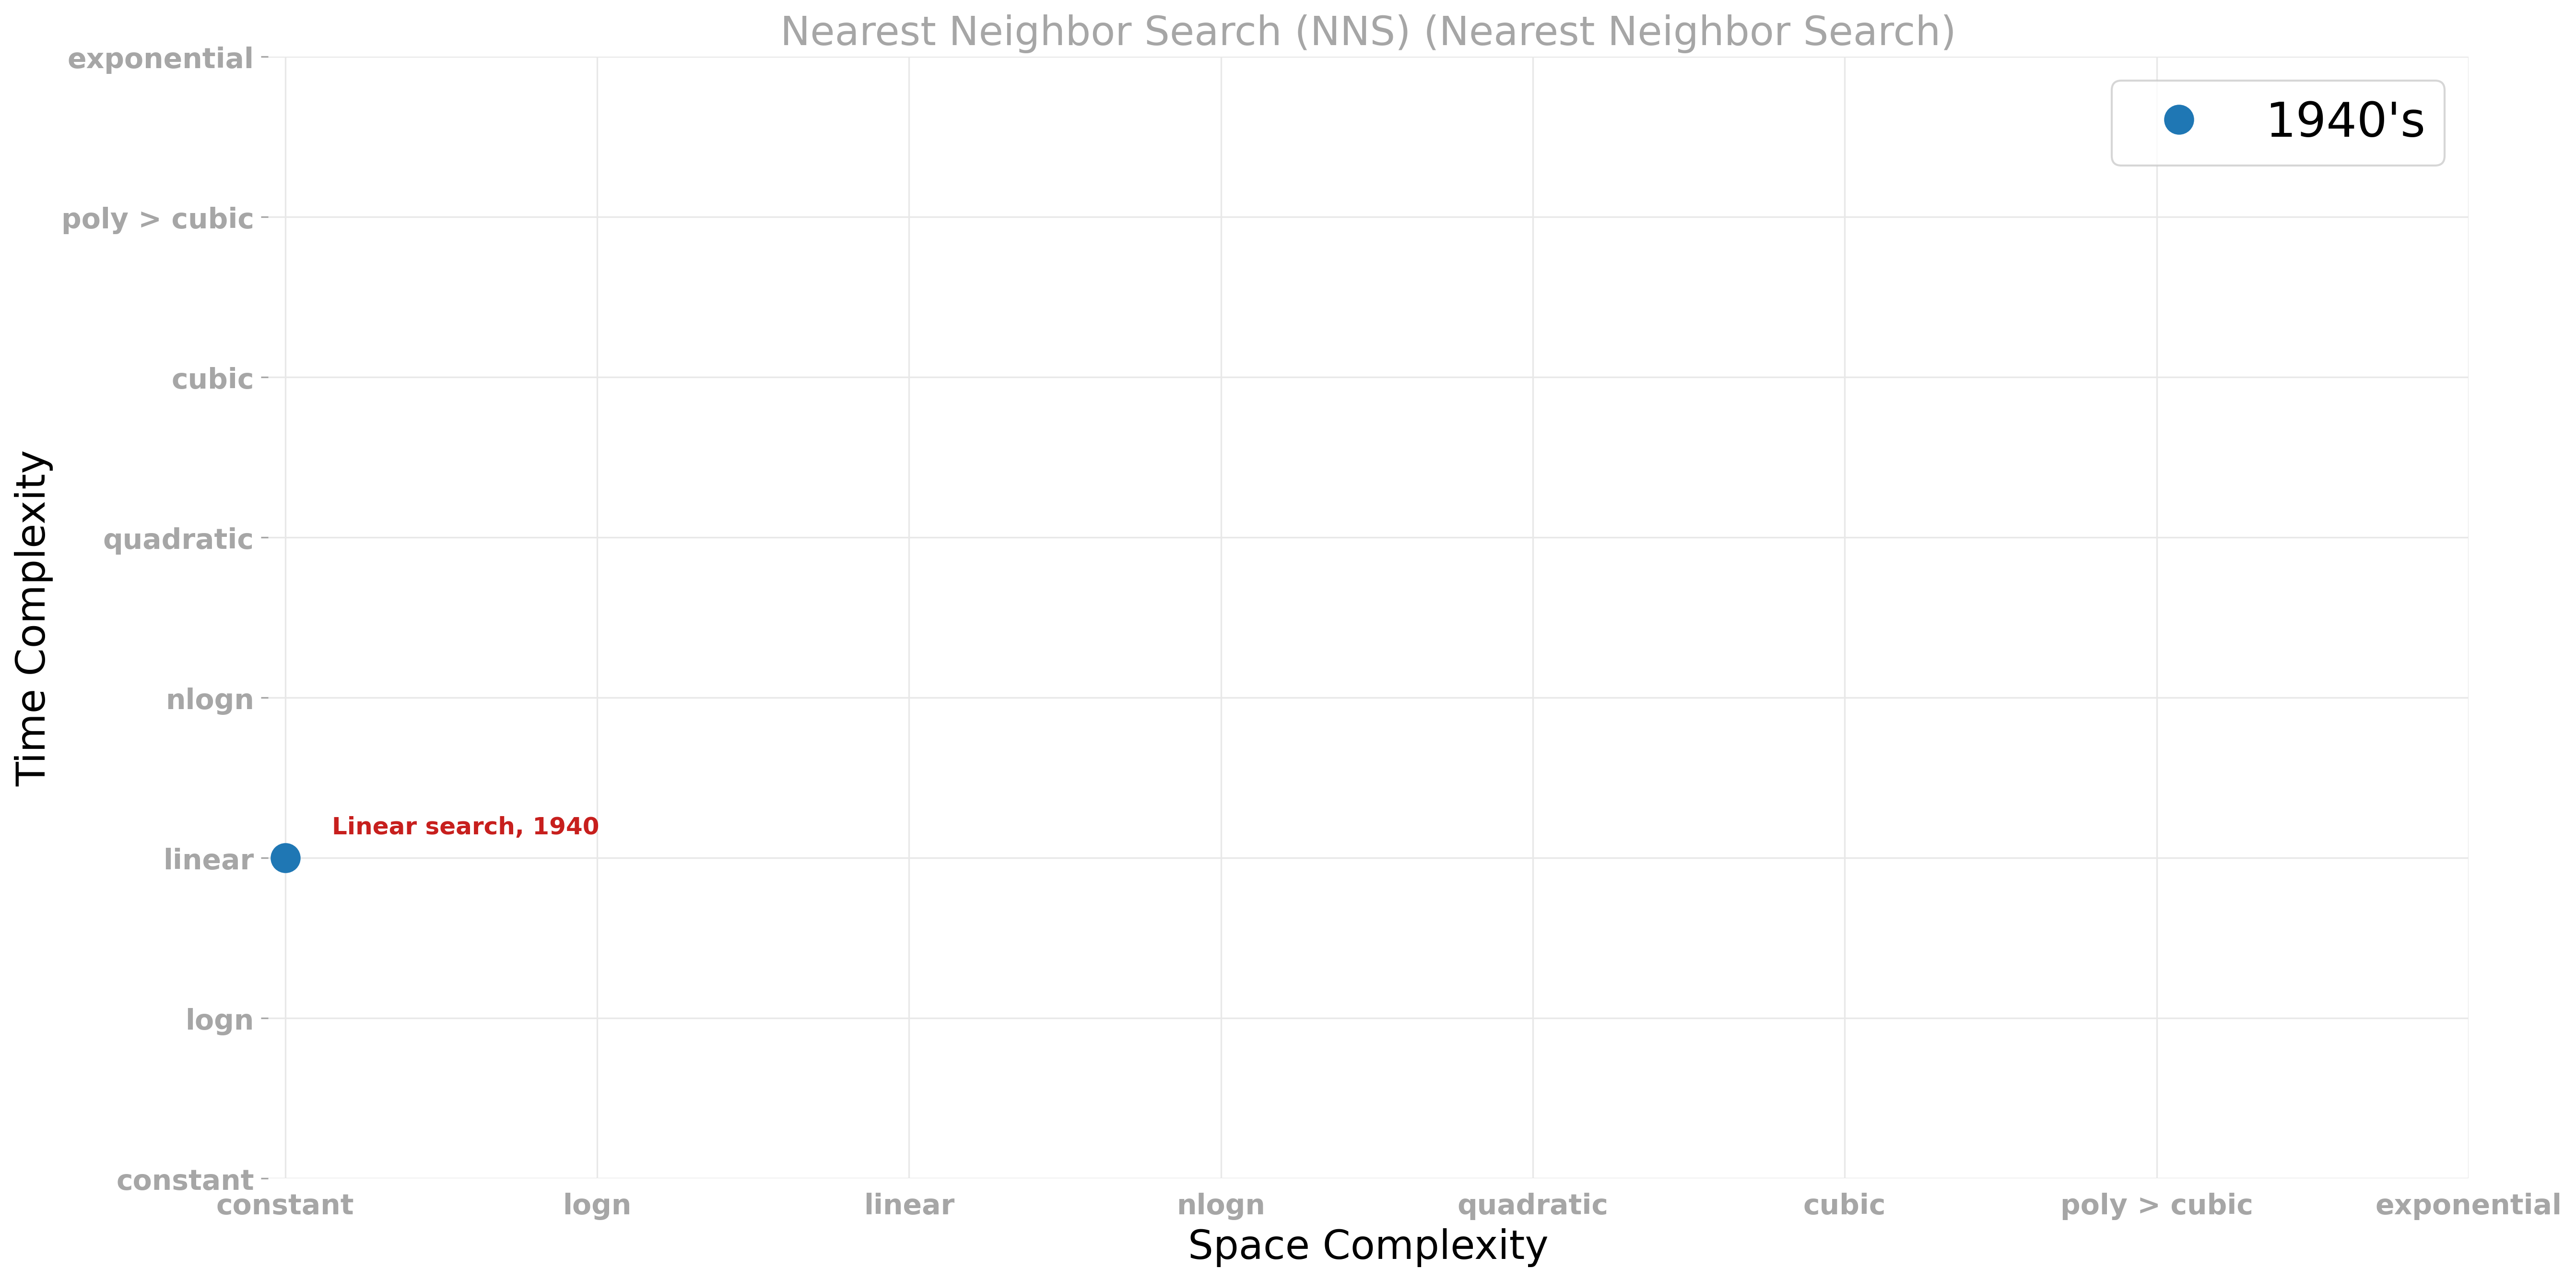 Nearest Neighbor Search (NNS) (Nearest Neighbor Search)
1940's
Time Complexity
exponential
poly > cubic
cubic
quadratic
nlogn
linear
logn
constant
Linear search, 1940
constant logn linear nlogn quadratic cubic poly > cubic exponential
Space Complexity